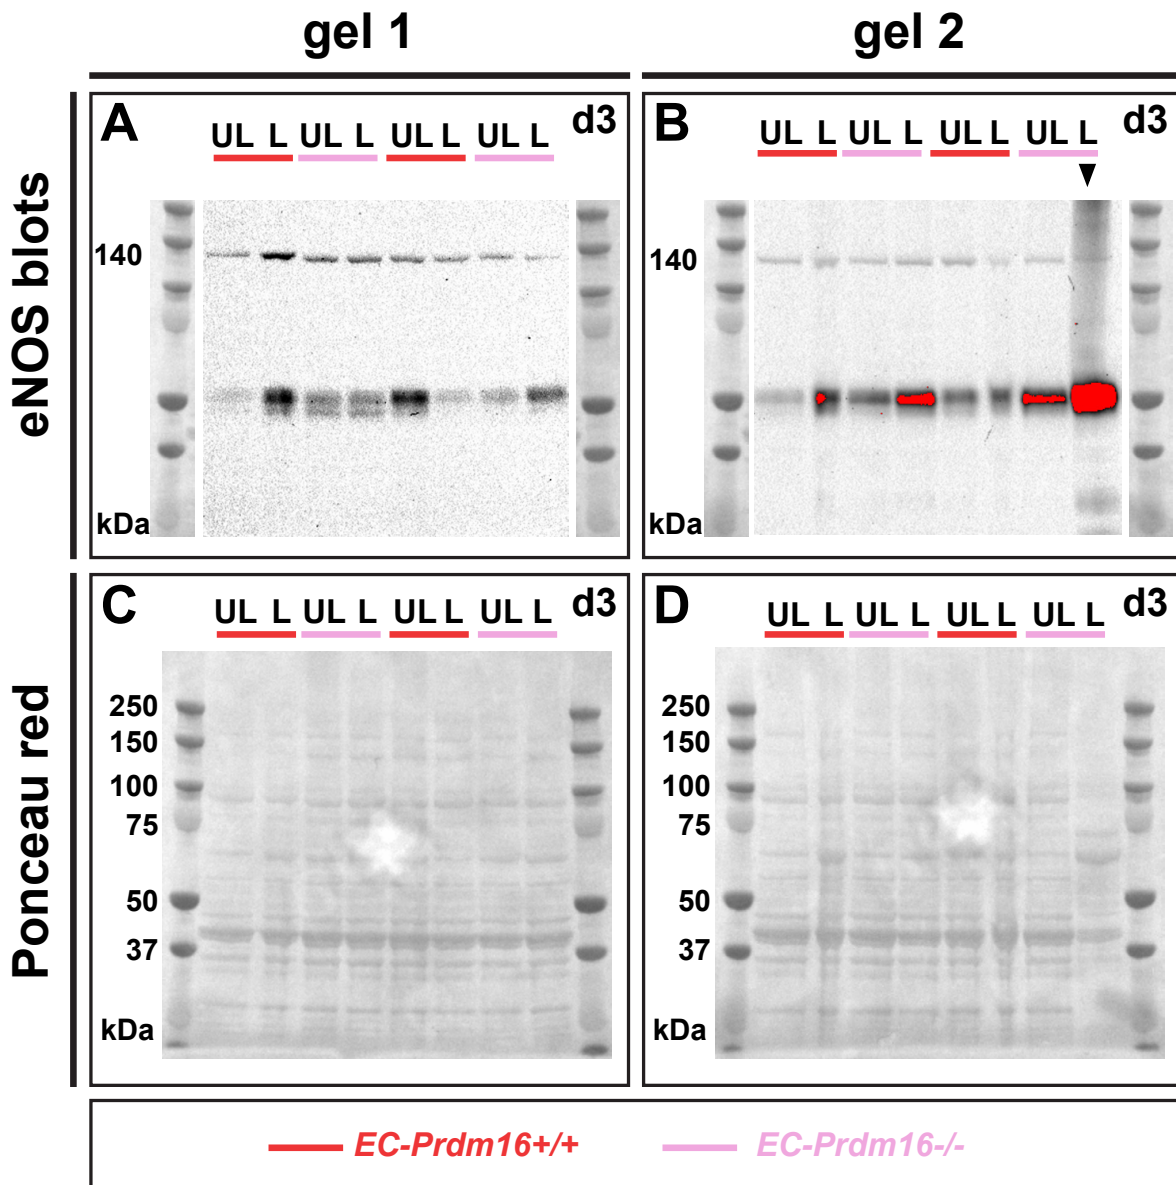 gel 1 gel 2
eNOS blots
A UL L UL L UL L UL L d3
140
kDa
B UL L UL L UL L UL L d3
140
kDa
Ponceau red
C UL L UL L UL L UL L d3
250
150
100
75
50
37
kDa
D UL L UL L UL L UL L d3
250
150
100
75
50
37
kDa
EC-Prdm16+/+ EC-Prdm16-/-